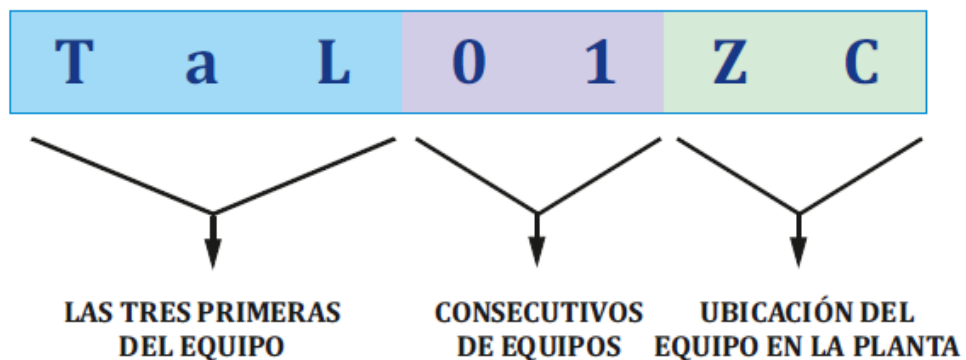 T a L 0 1 Z C
LAS TRES PRIMERAS
DEL EQUIPO
CONSECUTIVOS
DE EQUIPOS
UBICACIÓN DEL
EQUIPO EN LA PLANTA